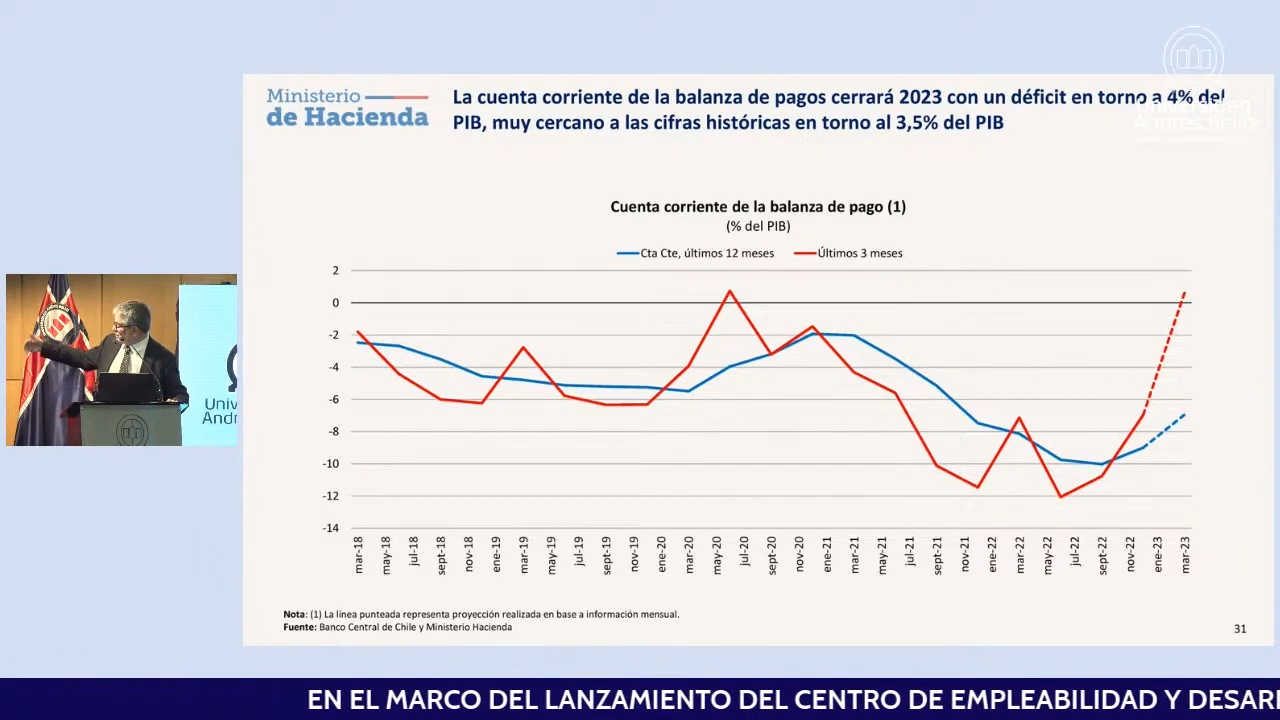 Ministerio
de Hacienda
La cuenta corriente de la balanza de pagos cerrará 2023 con un déficit en torno a 4% del
PIB, muy cercano a las cifras históricas en torno al 3,5% del PIB
Andrés Bello
Cuenta corriente de la balanza de pago (1)
(% del PIB)
Cta Cte, últimos 12 meses
Últimos 3 meses
2
0
-2
-4
-6
-8
-10
-12
-14
mar-18
may-18
jul-18
sept-18
nov-18
ene-19
mar-19
may-19
jul-19
sept-19
nov-19
ene-20
mar-20
may-20
jul-20
sept-20
nov-20
ene-21
mar-21
may-21
jul-21
sept-21
nov-21
ene-22
mar-22
may-22
jul-22
sept-22
nov-22
ene-23
mar-23
Nota: (1) La línea punteada representa proyección realizada en base a información mensual.
Fuente: Banco Central de Chile y Ministerio Hacienda
31
Univ
Andr
EN EL MARCO DEL LANZAMIENTO DEL CENTRO DE EMPLEABILIDAD Y DESAR